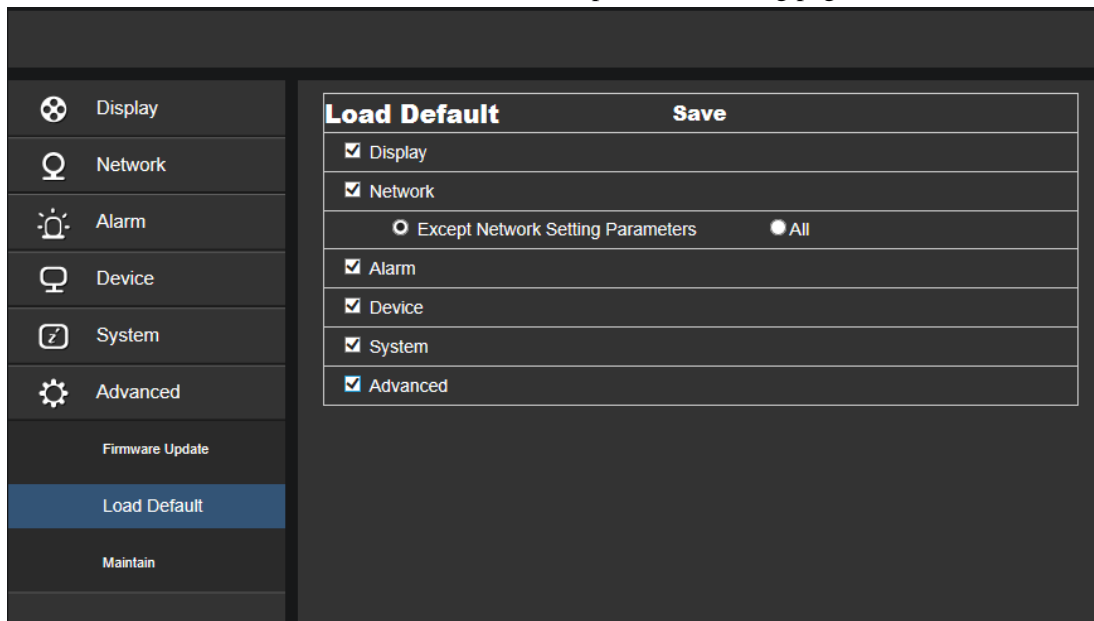 Display
Network
Alarm
Device
System
Advanced
Firmware Update
Load Default
Maintain
Load Default Save
Display
Network
Except Network Setting Parameters All
Alarm
Device
System
Advanced